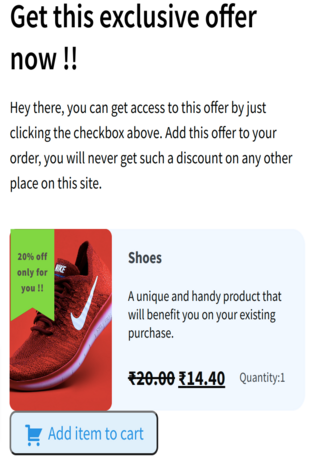 Get this exclusive offer
now !!
Hey there, you can get access to this offer by just
clicking the checkbox above. Add this offer to your
order, you will never get such a discount on any other
place on this site.
20% off
only for
you !!
NIKE
Shoes
A unique and handy product that
will benefit you on your existing
purchase.
₹20.00 ₹14.40 Quantity:1
Add item to cart